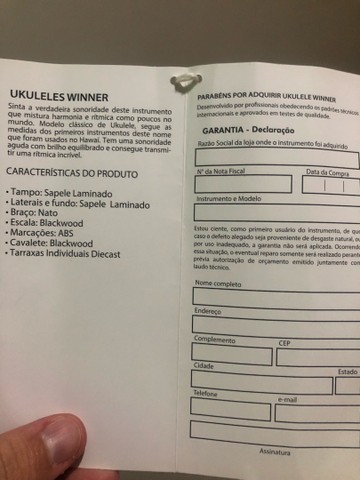 UKULELES WINNER
Sinta a verdadeira sonoridade deste instrumento
que mistura harmonia e rítmica como poucos no
mundo. Modelo clássico de Ukulele, segue as
medidas dos primeiros instrumentos deste nome
que foram usados no Hawaí. Tem uma sonoridade
aguda com brilho equilibrado e consegue transmi-
tir uma rítmica incrível.
CARACTERÍSTICAS DO PRODUTO
• Tampo: Sapele Laminado
• Laterais e fundo: Sapele Laminado
• Braço: Nato
• Escala: Blackwood
• Marcações: ABS
• Cavalete: Blackwood
• Tarraxas Individuais Diecast
PARABÉNS POR ADQUIRIR UKULELE WINNER
Desenvolvido por profissionais obedecendo os padrões
internacionais e aprovados em testes de qualidade.
GARANTIA - Declaração
Razão Social da loja onde o instrumento foi adquirido
N° da Nota Fiscal
Data da Compra
Instrumento e Modelo
Estou ciente, como primeiro usuário do instrumento, de que
caso o defeito alegado seja proveniente de desgaste natural, ou
por uso inadequado, a garantia não será aplicada. Ocorrendo
essa situação, o eventual reparo somente será realizado perante
prévia autorização de orçamento emitido juntamente com
laudo técnico.
Nome completo
Endereço
Complemento
CEP
Cidade
Estado
Telefone
e-mail
Assinatura